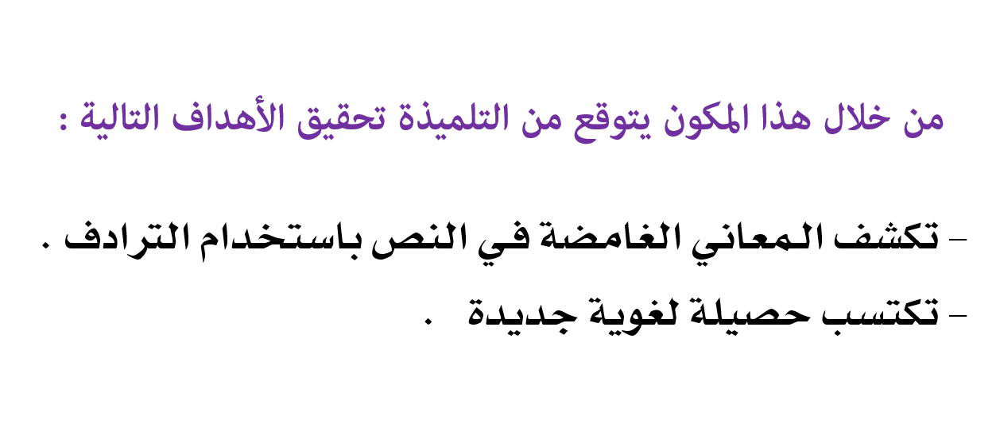 من خلال هذا المكون يتوقع من التلميذة تحقيق الأهداف التالية :
– تكشف المعاني الغامضة في النص باستخدام الترادف .
– تكتسب حصيلة لغوية جديدة .